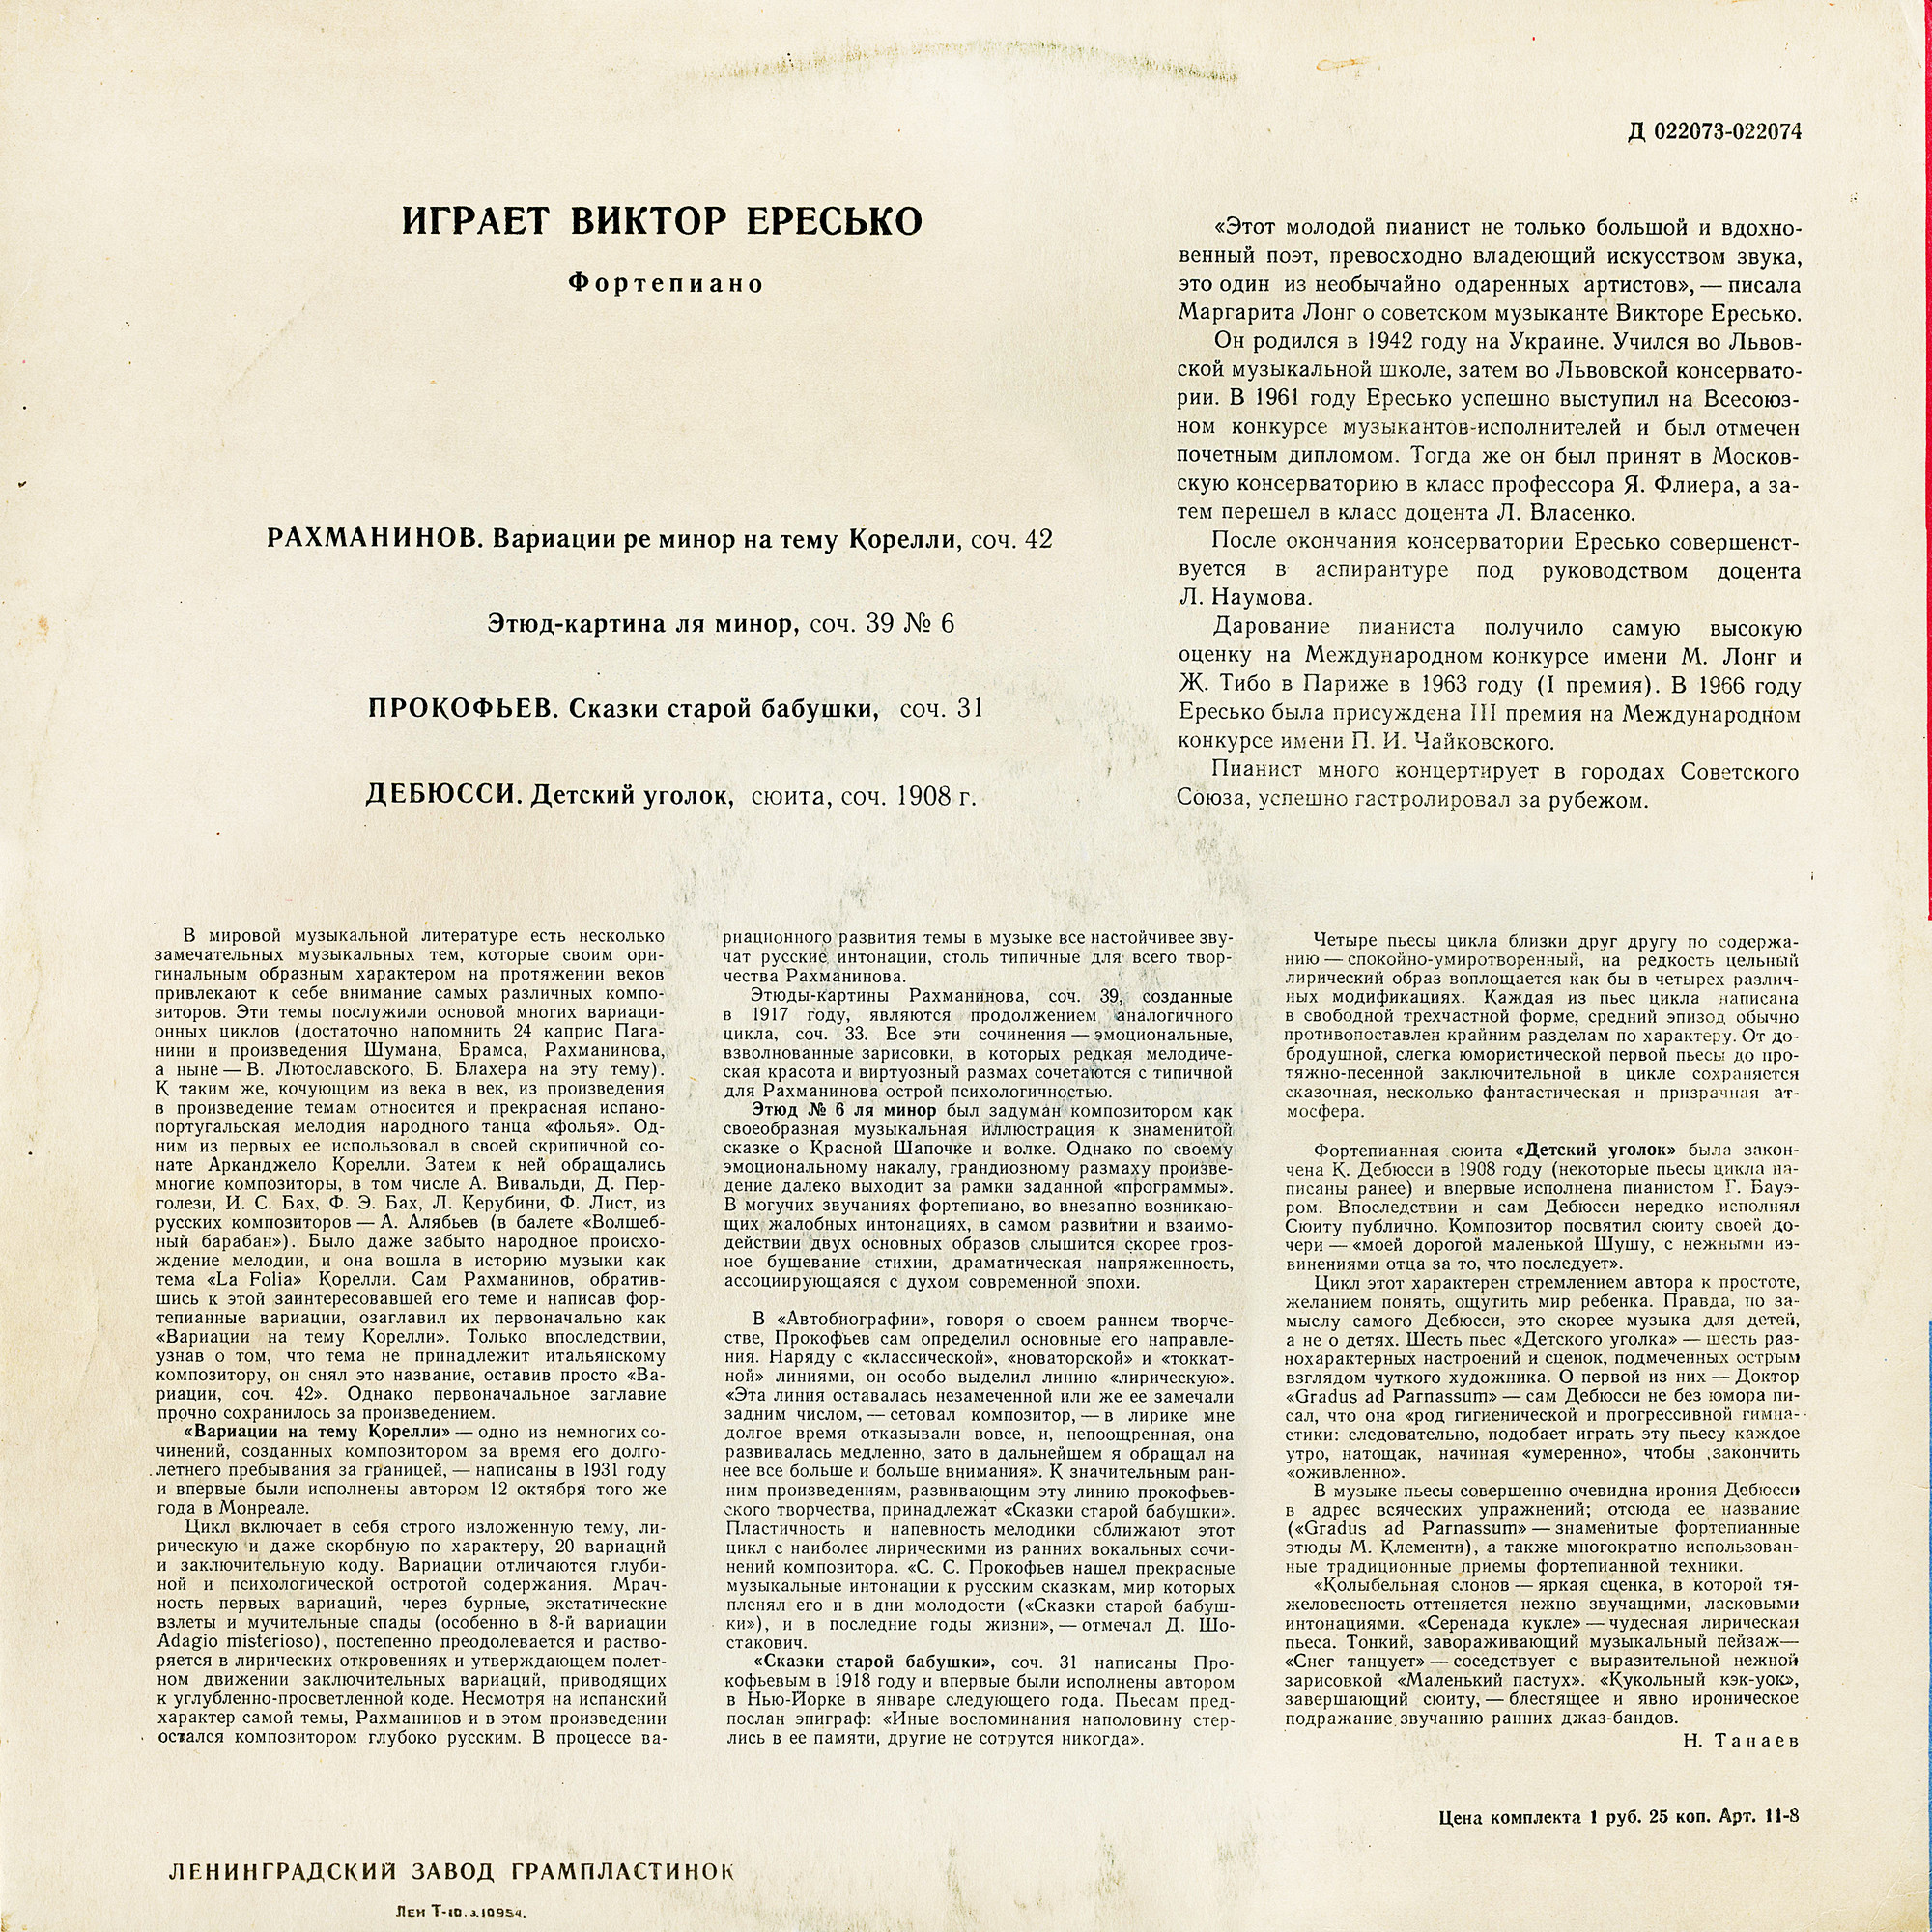 Д 022073-022074
ИГРАЕТ ВИКТОР ЕРЕСЬКО
Фортепиано
РАХМАНИНОВ. Вариации ре минор на тему Корелли, соч. 42
Этюд-картина ля минор, соч. 39 № 6
ПРОКОФЬЕВ. Сказки старой бабушки, соч. 31
ДЕБЮССИ. Детский уголок, сюита, соч. 1908 г.
«Этот молодой пианист не только большой и вдохно-
венный поэт, превосходно владеющий искусством звука,
это один из необычайно одаренных артистов», — писала
Маргарита Лонг о советском музыканте Викторе Ересько.
Он родился в 1942 году на Украине. Учился во Львов-
ской музыкальной школе, затем во Львовской консервато-
рии. В 1961 году Ересько успешно выступил на Всесоюз-
ном конкурсе музыкантов-исполнителей и был отмечен
почетным дипломом. Тогда же он был принят в Москов-
скую консерваторию в класс профессора Я. Флиера, а за-
тем перешел в класс доцента Л. Власенко.
После окончания консерватории Ересько совершенст-
вуется в аспирантуре под руководством доцента
Л. Наумова.
Дарование пианиста получило самую высокую
оценку на Международном конкурсе имени М. Лонг и
Ж. Тибо в Париже в 1963 году (I премия). В 1966 году
Ересько была присуждена III премия на Международном
конкурсе имени П. И. Чайковского.
Пианист много концертирует в городах Советского
Союза, успешно гастролировал за рубежом.
В мировой музыкальной литературе есть несколько
замечательных музыкальных тем, которые своим ори-
гинальным образным характером на протяжении веков
привлекают к себе внимание самых различных компо-
зиторов. Эти темы послужили основой многих вариаци-
онных циклов (достаточно напомнить 24 каприс Пага-
нини и произведения Шумана, Брамса, Рахманинова,
а ныне — В. Лютославского, Б. Блахера на эту тему).
К таким же, кочующим из века в век, из произведения
в произведение темам относится и прекрасная испано-
португальская мелодия народного танца «фолья». Од-
ним из первых ее использовал в своей скрипичной со-
нате Арканджело Корелли. Затем к ней обращались
многие композиторы, в том числе А. Вивальди, Д. Пер-
голези, И. С. Бах, Ф. Э. Бах, Л. Керубини, Ф. Лист, из
русских композиторов — А. Алябьев (в балете «Волшеб-
ный барабан»). Было даже забыто народное происхо-
ждение мелодии, и она вошла в историю музыки как
тема «La Folia» Корелли. Сам Рахманинов, обратив-
шись к этой заинтересовавшей его теме и написав фор-
тепианные вариации, озаглавил их первоначально как
«Вариации на тему Корелли». Только впоследствии,
узнав о том, что тема не принадлежит итальянскому
композитору, он снял это название, оставив просто «Ва-
риации, соч. 42». Однако первоначальное заглавие
прочно сохранилось за произведением.
«Вариации на тему Корелли» — одно из немногих со-
чинений, созданных композитором за время его долго-
летнего пребывания за границей, — написаны в 1931 году
и впервые были исполнены автором 12 октября того же
года в Монреале.
Цикл включает в себя строго изложенную тему, ли-
рическую и даже скорбную по характеру, 20 вариаций
и заключительную коду. Вариации отличаются глуби-
ной и психологической остротой содержания. Мрач-
ность первых вариаций, через бурные, экстатические
взлеты и мучительные спады (особенно в 8-й вариации
Adagio misterioso), постепенно преодолевается и раство-
ряется в лирических откровениях и утверждающем полет-
ном движении заключительных вариаций, приводящих
к углубленно-просветленной коде. Несмотря на испанский
характер самой темы, Рахманинов и в этом произведении
остался композитором глубоко русским. В процессе ва-
риационного развития темы в музыке все настойчивее зву-
чат русские интонации, столь типичные для всего твор-
чества Рахманинова.
Этюды-картины Рахманинова, соч. 39, созданные
в 1917 году, являются продолжением аналогичного
цикла, соч. 33. Все эти сочинения — эмоциональные,
взволнованные зарисовки, в которых редкая мелодиче-
ская красота и виртуозный размах сочетаются с типичной
для Рахманинова острой психологичностью.
Этюд № 6 ля минор был задуман композитором как
своеобразная музыкальная иллюстрация к знаменитой
сказке о Красной Шапочке и волке. Однако по своему
эмоциональному накалу, грандиозному размаху произве-
дение далеко выходит за рамки заданной «программы».
В могучих звучаниях фортепиано, во внезапно возникаю-
щих жалобных интонациях, в самом развитии и взаимо-
действии двух основных образов слышится скорее гроз-
ное бушевание стихии, драматическая напряженность,
ассоциирующаяся с духом современной эпохи.
В «Автобиографии», говоря о своем раннем творче-
стве, Прокофьев сам определил основные его направле-
ния. Наряду с «классической», «новаторской» и «токкат-
ной» линиями, он особо выделил линию «лирическую».
«Эта линия оставалась незамеченной или же ее замечали
задним числом, — сетовал композитор, — в лирике мне
долгое время отказывали вовсе, и, непоощренная, она
развивалась медленно, зато в дальнейшем я обращал на
нее все больше и больше внимания». К значительным ран-
ним произведениям, развивающим эту линию прокофьев-
ского творчества, принадлежат «Сказки старой бабушки».
Пластичность и напевность мелодики сближают этот
цикл с наиболее лирическими из ранних вокальных сочи-
нений композитора. «С. С. Прокофьев нашел прекрасные
музыкальные интонации к русским сказкам, мир которых
пленял его и в дни молодости («Сказки старой бабуш-
ки»), и в последние годы жизни», — отмечал Д. Шо-
стакович.
«Сказки старой бабушки», соч. 31 написаны Про-
кофьевым в 1918 году и впервые были исполнены автором
в Нью-Йорке в январе следующего года. Пьесам пред-
послан эпиграф: «Иные воспоминания наполовину стер-
лись в ее памяти, другие не сотрутся никогда».
Четыре пьесы цикла близки друг другу по содержа-
нию — спокойно-умиротворенный, на редкость цельный
лирический образ воплощается как бы в четырех различ-
ных модификациях. Каждая из пьес цикла написана
в свободной трехчастной форме, средний эпизод обычно
противопоставлен крайним разделам по характеру. От до-
бродушной, слегка юмористической первой пьесы до про-
тяжно-песенной заключительной в цикле сохраняется
сказочная, несколько фантастическая и призрачная ат-
мосфера.
Фортепианная сюита «Детский уголок» была закон-
чена К. Дебюсси в 1908 году (некоторые пьесы цикла на-
писаны ранее) и впервые исполнена пианистом Г. Бауэ-
ром. Впоследствии и сам Дебюсси нередко исполнял
Сюиту публично. Композитор посвятил сюиту своей до-
чери — «моей дорогой маленькой Шушу, с нежными из-
винениями отца за то, что последует».
Цикл этот характерен стремлением автора к простоте,
желанием понять, ощутить мир ребенка. Правда, по за-
мыслу самого Дебюсси, это скорее музыка для детей,
а не о детях. Шесть пьес «Детского уголка» — шесть раз-
нохарактерных настроений и сценок, подмеченных острым
взглядом чуткого художника. О первой из них — Доктор
«Gradus ad Parnassum» — сам Дебюсси не без юмора пи-
сал, что она «род гигиенической и прогрессивной гимна-
стики: следовательно, подобает играть эту пьесу каждое
утро, натощак, начиная «умеренно», чтобы закончить
«оживленно».
В музыке пьесы совершенно очевидна ирония Дебюсси
в адрес всяческих упражнений; отсюда ее название
(«Gradus ad Parnassum» — знаменитые фортепианные
этюды М. Клементи), а также многократно использован-
ные традиционные приемы фортепианной техники.
«Колыбельная слонов — яркая сценка, в которой тя-
желовесность оттеняется нежно звучащими, ласковыми
интонациями. «Серенада кукле» — чудесная лирическая
пьеса. Тонкий, завораживающий музыкальный пейзаж —
«Снег танцует» — соседствует с выразительной нежной
зарисовкой «Маленький пастух». «Кукольный кэк-уок»,
завершающий сюиту, — блестящее и явно ироническое
подражание звучанию ранних джаз-бандов.
Н. Танаев
Цена комплекта 1 руб. 25 коп. Арт. 11-8
ЛЕНИНГРАДСКИЙ ЗАВОД ГРАМПЛАСТИНОК
Лен Т-10. з. 10954.